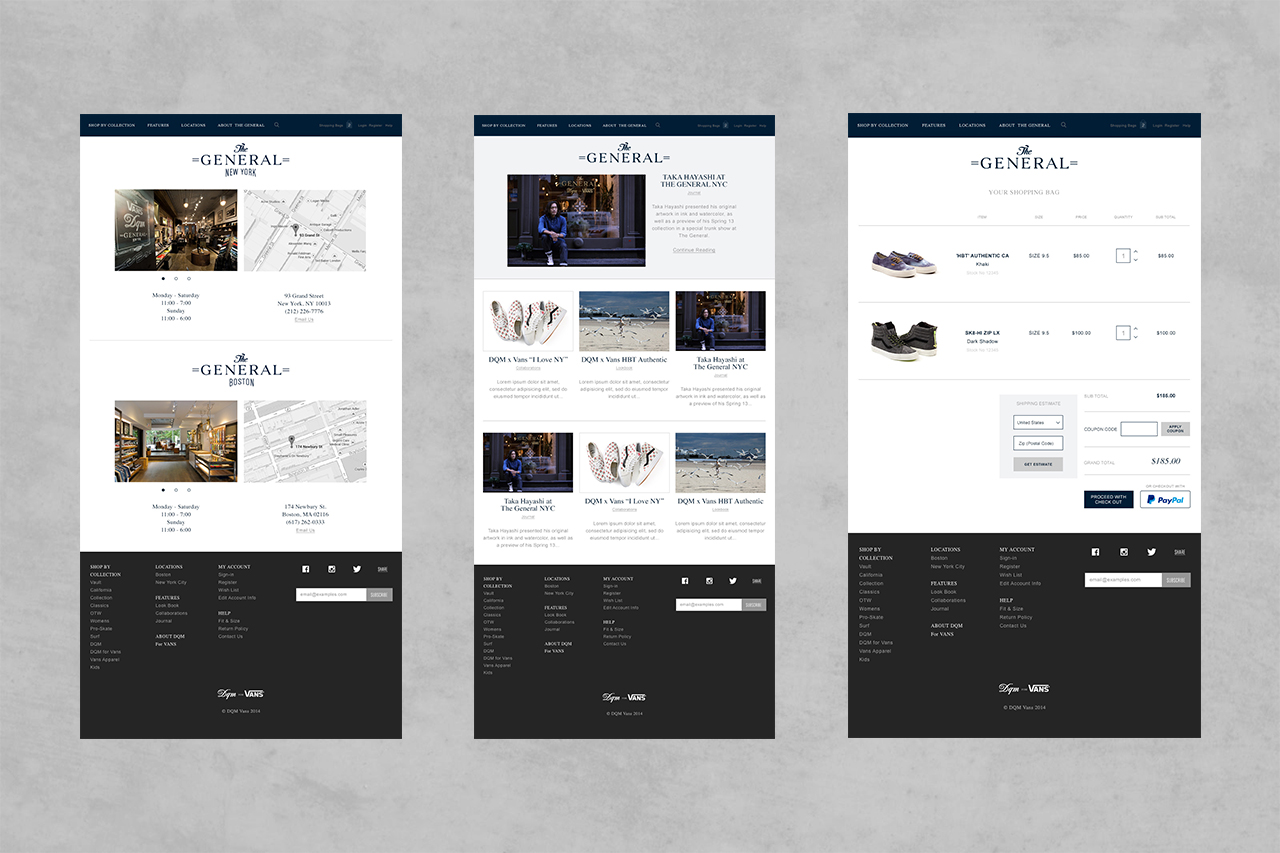 SHOP BY COLLECTION FEATURES LOCATIONS ABOUT THE GENERAL Shopping Bags Login Register Help
The
GENERAL
NEW YORK
Monday - Saturday
11:00 - 7:00
Sunday
11:00 - 6:00
93 Grand Street
New York, NY 10013
(212) 226-7776
Email Us
The
GENERAL
BOSTON
174 Newbury St
Monday - Saturday
11:00 - 7:00
Sunday
11:00 - 6:00
174 Newbury St.
Boston, MA 02116
(617) 262.0333
Email Us
SHOP BY
COLLECTION
Vault
California
Collection
Classics
OTW
Womens
Pro-Skate
Surf
DQM
DQM for Vans
Vans Apparel
Kids
LOCATIONS
Boston
New York City
FEATURES
Look Book
Collaborations
Journal
ABOUT DQM
For VANS
MY ACCOUNT
Sign-in
Register
Wish List
Edit Account Info
HELP
Fit & Size
Return Policy
Contact Us
email@examples.com SUBSCRIBE
Dqm FOR VANS
© DQM Vans 2014
SHOP BY COLLECTION FEATURES LOCATIONS ABOUT THE GENERAL Shopping Bags Login Register Help
The
GENERAL
TAKA HAYASHI AT
THE GENERAL NYC
Taka Hayashi presented his original
artwork in ink and watercolor, as
well as a preview of his Spring 13
collection in a special trunk show at
The General.
Continue Reading
DQM x Vans “I Love NY”
Collaborations
Lorem ipsum dolor sit amet,
consectetur adipiscing elit, sed do
eiusmod tempor incididunt ut...
DQM x Vans HBT Authentic
Lookbook
Lorem ipsum dolor sit amet,
consectetur adipiscing elit, sed do
eiusmod tempor incididunt ut...
Taka Hayashi at
The General NYC
Journal
Taka Hayashi presented his original
artwork in ink and watercolor, as well as
a preview of his Spring 13...
Taka Hayashi at
The General NYC
Journal
Taka Hayashi presented his original
artwork in ink and watercolor, as well as
a preview of his Spring 13...
DQM x Vans “I Love NY”
Collaborations
Lorem ipsum dolor sit amet,
consectetur adipiscing elit, sed do
eiusmod tempor incididunt ut...
DQM x Vans HBT Authentic
Lookbook
Lorem ipsum dolor sit amet,
consectetur adipiscing elit, sed do
eiusmod tempor incididunt ut...
SHOP BY
COLLECTION
Vault
California
Collection
Classics
OTW
Womens
Pro-Skate
Surf
DQM
DQM for Vans
Vans Apparel
Kids
LOCATIONS
Boston
New York City
FEATURES
Look Book
Collaborations
Journal
ABOUT DQM
For VANS
MY ACCOUNT
Sign-in
Register
Wish List
Edit Account Info
HELP
Fit & Size
Return Policy
Contact Us
email@examples.com SUBSCRIBE
Dqm FOR VANS
© DQM Vans 2014
SHOP BY COLLECTION FEATURES LOCATIONS ABOUT THE GENERAL Shopping Bags 2 Login Register Help
The
GENERAL
YOUR SHOPPING BAG
ITEM SIZE PRICE QUANTITY SUB TOTAL
'HBT' AUTHENTIC CA SIZE 9.5 $85.00 1 $85.00
Khaki
SK8-HI ZIP LX SIZE 9.5 $100.00 1 $100.00
Dark Shadow
SHIPPING ESTIMATE
United States
Zip (Postal Code)
GET ESTIMATE
SUB TOTAL $185.00
COUPON CODE APPLY COUPON
GRAND TOTAL $185.00
OR CHECKOUT WITH
PROCEED WITH
CHECK OUT
PayPal
SHOP BY
COLLECTION
Vault
California
Collection
Classics
OTW
Womens
Pro-Skate
Surf
DQM
DQM for Vans
Vans Apparel
Kids
LOCATIONS
Boston
New York City
FEATURES
Look Book
Collaborations
Journal
ABOUT DQM
For VANS
MY ACCOUNT
Sign-in
Register
Wish List
Edit Account Info
HELP
Fit & Size
Return Policy
Contact Us
email@examples.com SUBSCRIBE
Dqm FOR VANS
© DQM Vans 2014